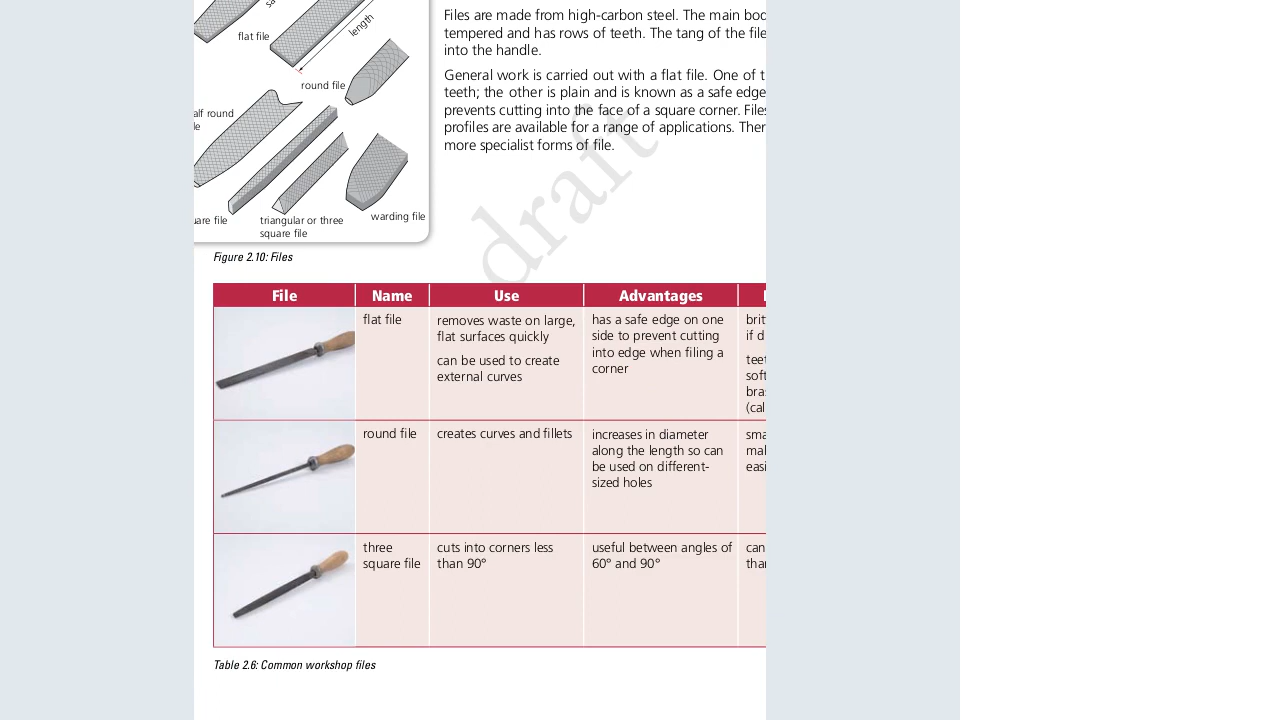 flat file
length
round file
alf round
Files are made from high-carbon steel. The main
tempered and has rows of teeth. The tang of the file
into the handle.
General work is carried out with a flat file. One of
teeth; the other is plain and is known as a safe edge
prevents cutting into the face of a square corner. Files
profiles are available for a range of applications.
more specialist forms of file.
file
triangular or three
square file
warding file
draft
Figure 2.10: Files
File Name Use Advantages
flat file
removes waste on large,
flat surfaces quickly
can be used to create
external curves
has a safe edge on one
side to prevent cutting
into edge when filing a
corner
if
round file
creates curves and fillets
increases in diameter
along the length so can
be used on different-
sized holes
three
square file
cuts into corners less
than 90°
useful between angles of
60° and 90°
can
Table 2.6: Common workshop files